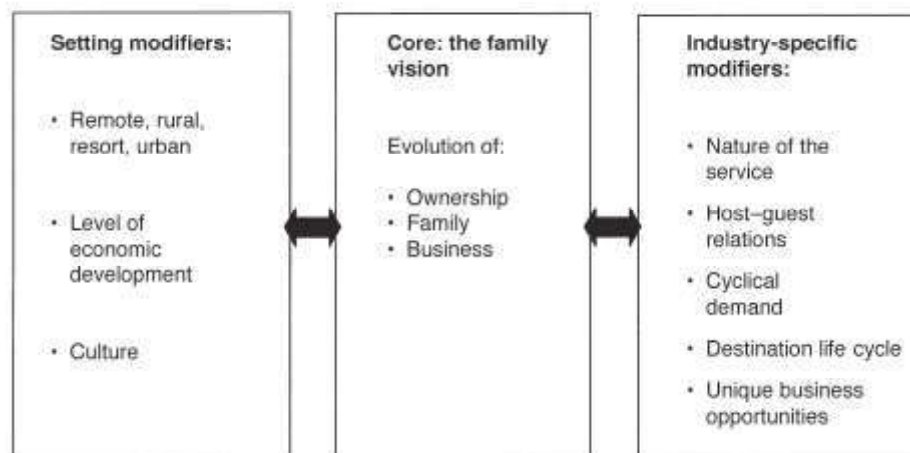 Setting modifiers:
• Remote, rural,
resort, urban
• Level of
economic
development
• Culture
Core: the family
vision
Evolution of:
• Ownership
• Family
• Business
Industry-specific
modifiers:
• Nature of the
service
• Host–guest
relations
• Cyclical
demand
• Destination life cycle
• Unique business
opportunities